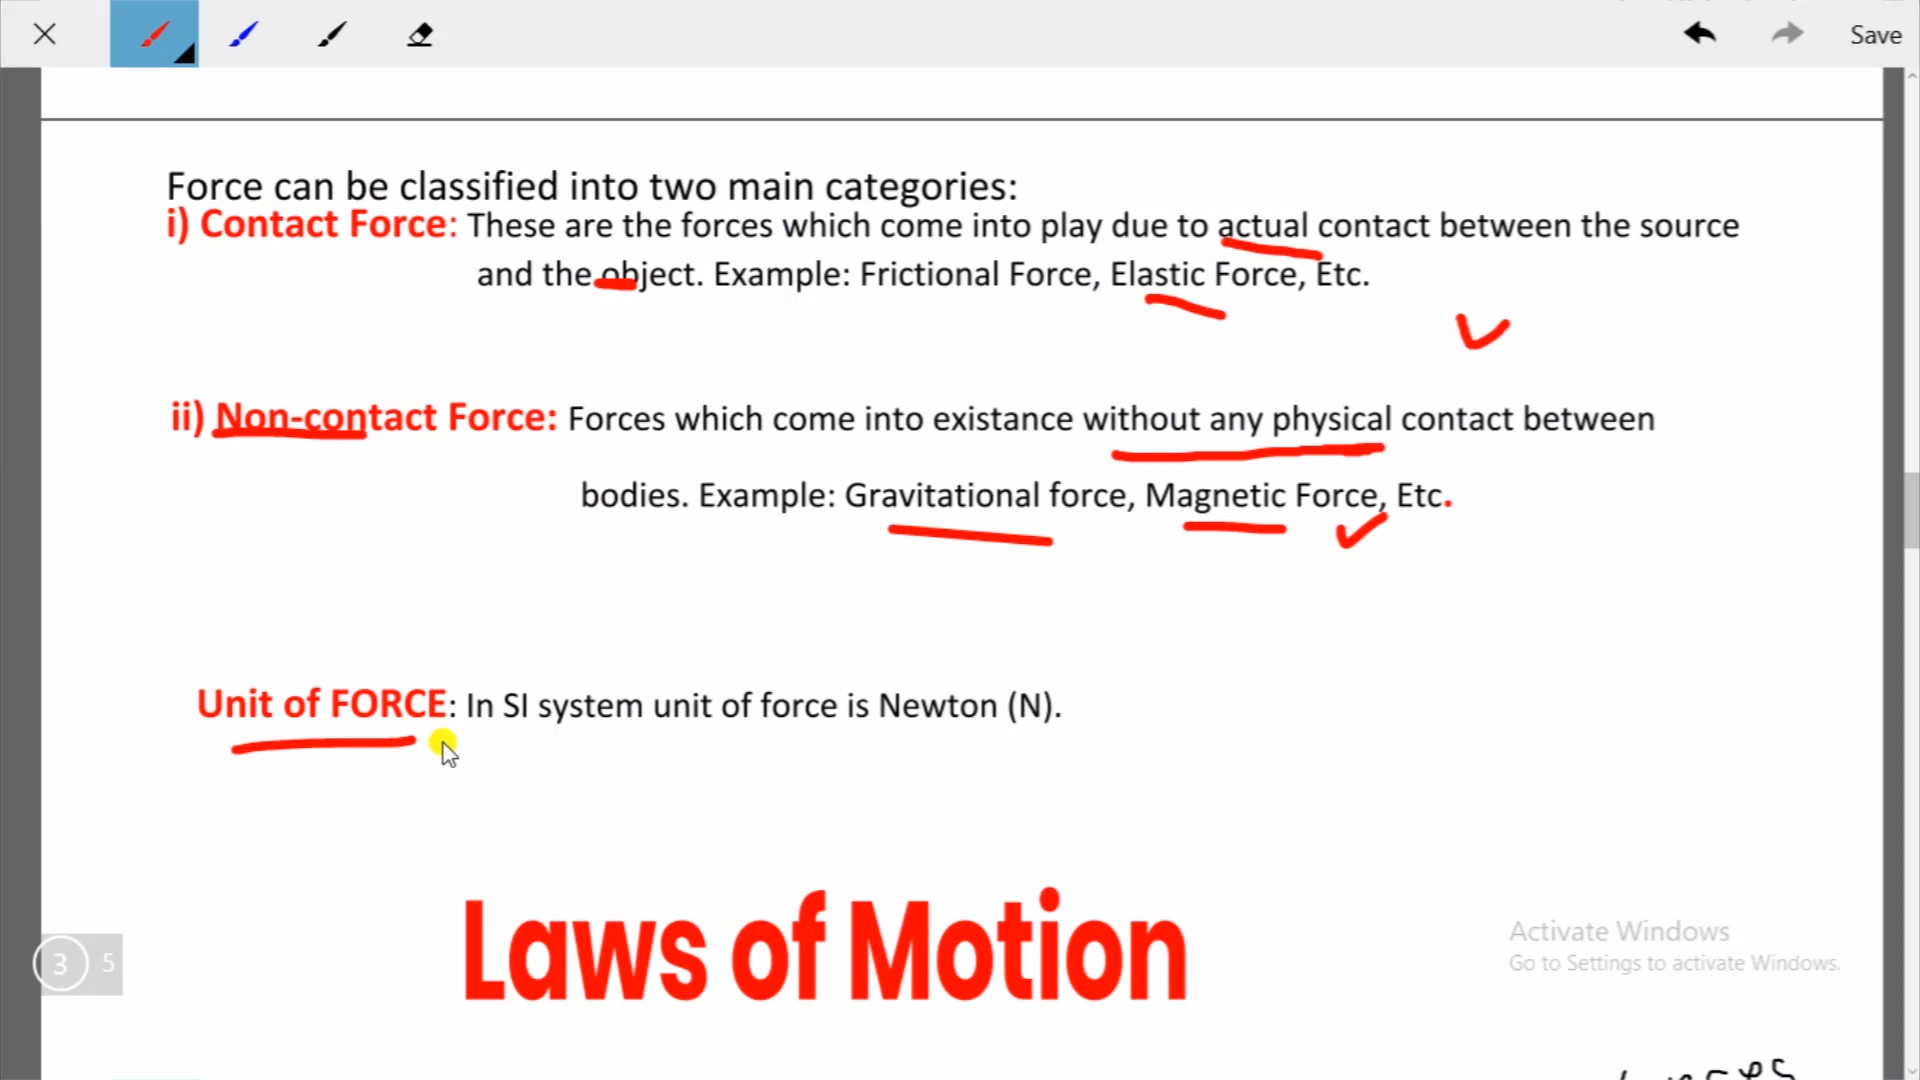 Save
Force can be classified into two main categories:
i) Contact Force: These are the forces which come into play due to actual contact between the source
and the object. Example: Frictional Force, Elastic Force, Etc.
ii) Non-contact Force: Forces which come into existance without any physical contact between
bodies. Example: Gravitational force, Magnetic Force, Etc.
Unit of FORCE: In SI system unit of force is Newton (N).
Laws of Motion
Activate Windows
Go to Settings to activate Windows.
3 5